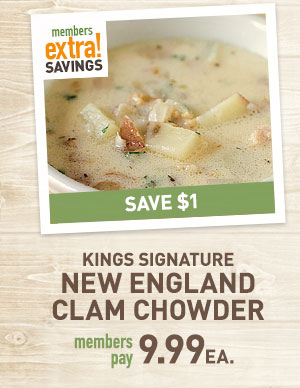 members
extra!
SAVINGS
SAVE $1
KINGS SIGNATURE
NEW ENGLAND
CLAM CHOWDER
members
pay 9.99EA.